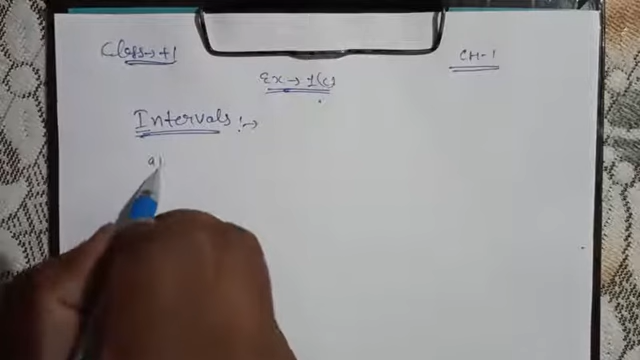 Class → +1
CH-1
Ex → 1(c)
Intervals :→
a)